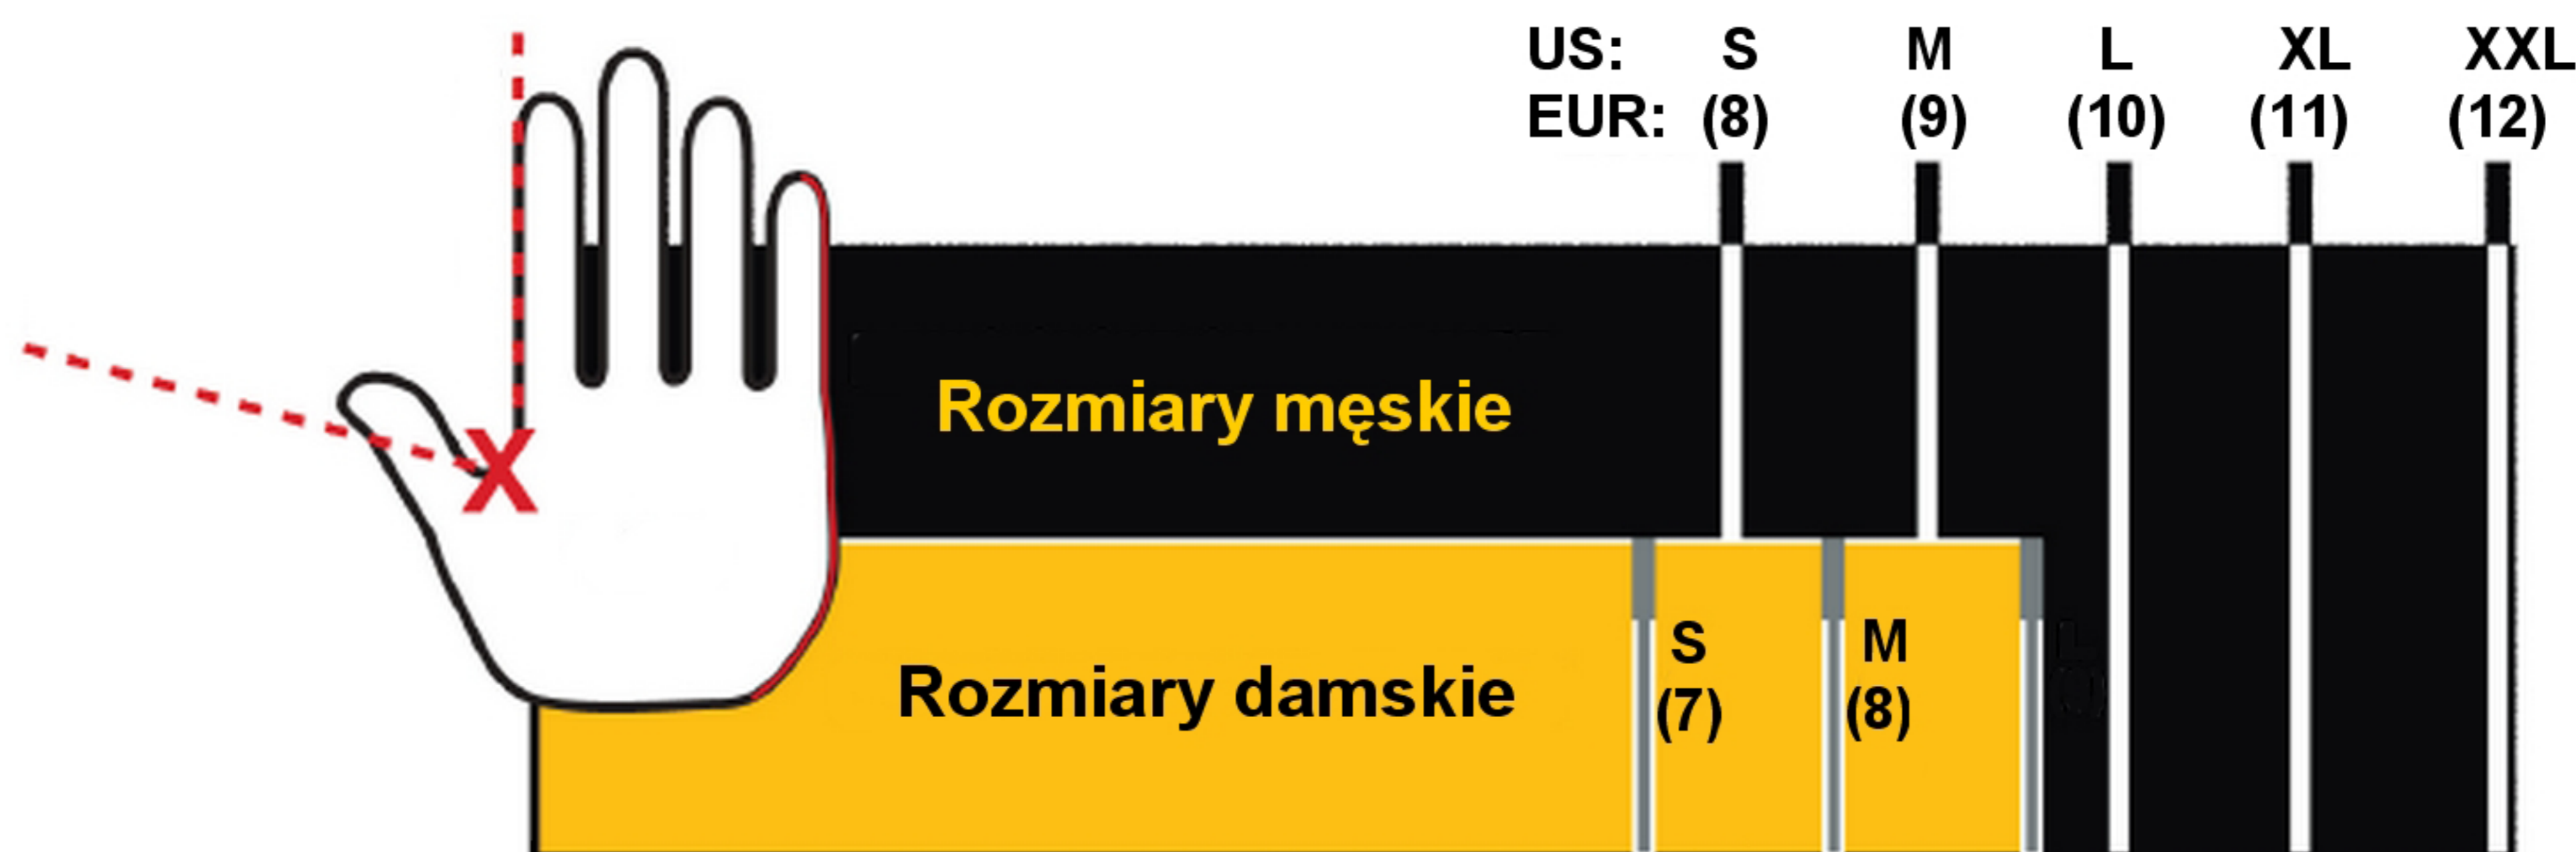 US: S M L XL XXL
EUR: (8) (9) (10) (11) (12)
X
Rozmiary męskie
Rozmiary damskie
S
(7)
M
(8)